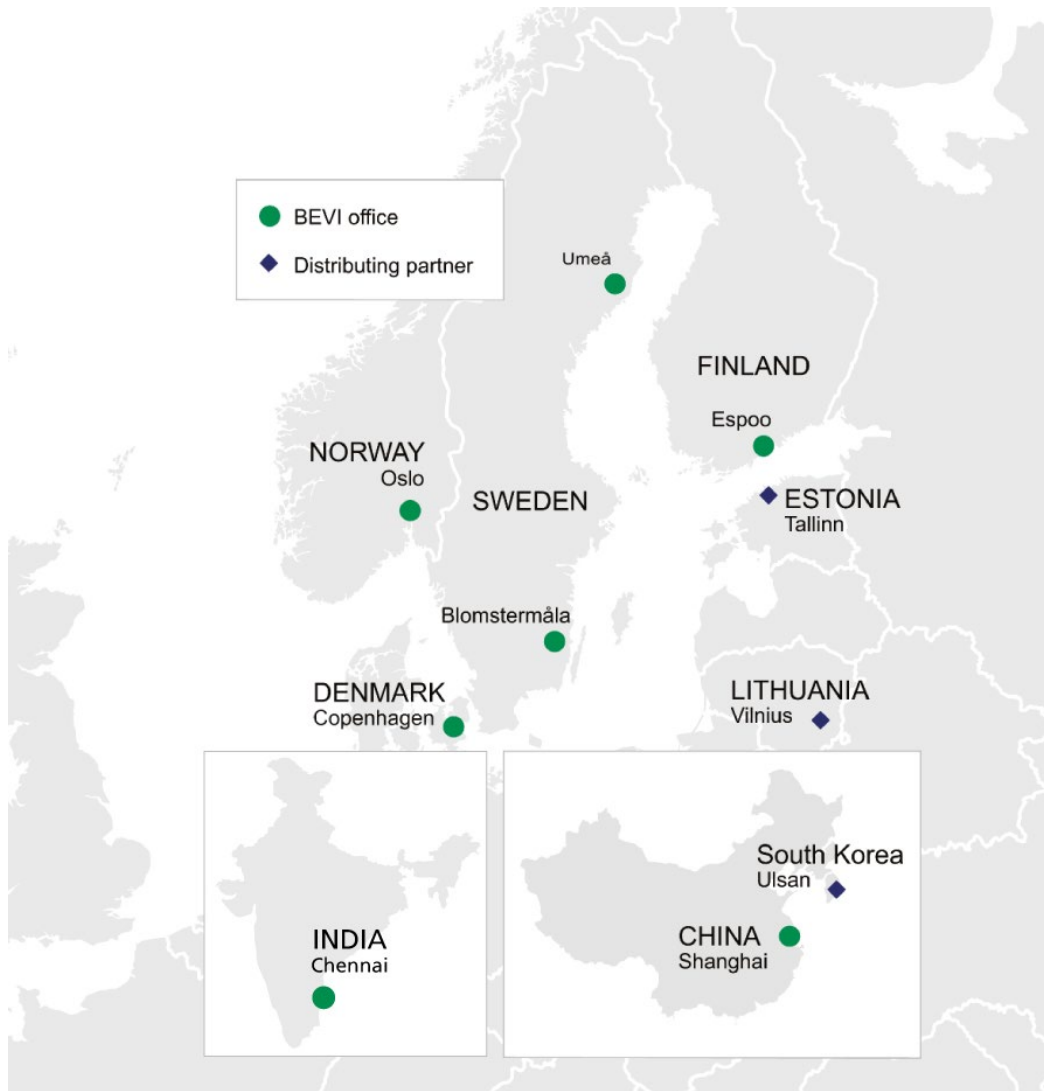 BEVI office
Distributing partner
Umeå
FINLAND
Espoo
NORWAY
Oslo
SWEDEN
ESTONIA
Tallinn
Blomstermåla
DENMARK
Copenhagen
LITHUANIA
Vilnius
INDIA
Chennai
South Korea
Ulsan
CHINA
Shanghai